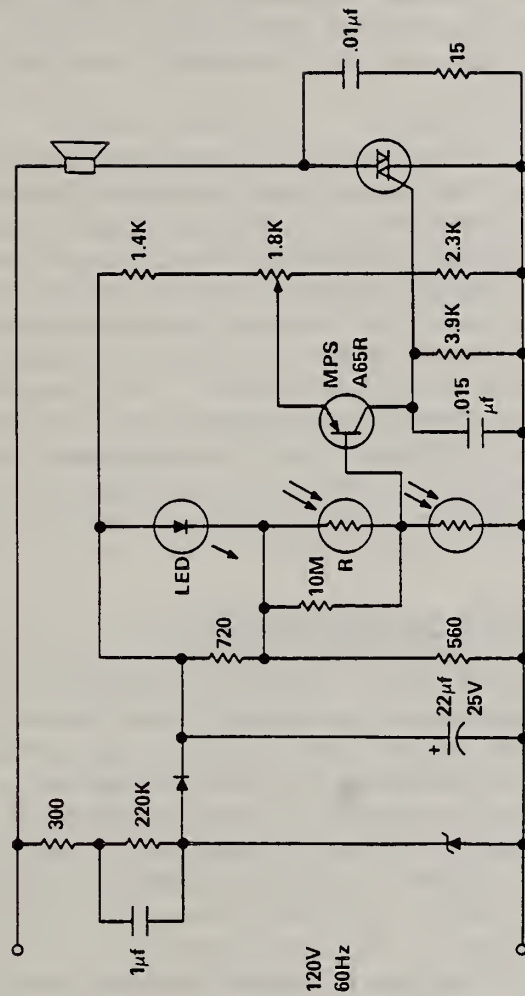 120V
60Hz
1μf
300
220K
22μf
25V
+
720
560
LED
10M
R
MPS
A65R
.015
μf
3.9K
1.4K
1.8K
2.3K
.01μf
15